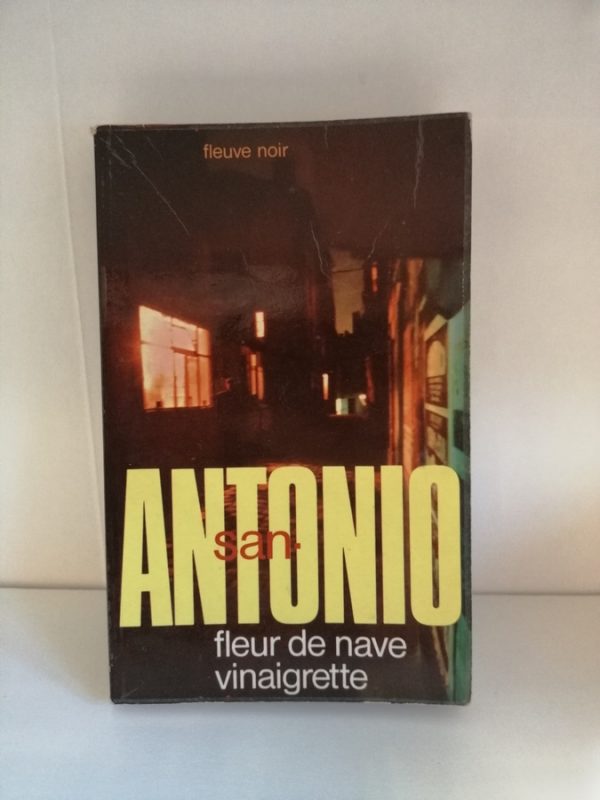 fleuve noir
san-
ANTONIO
fleur de nave
vinaigrette